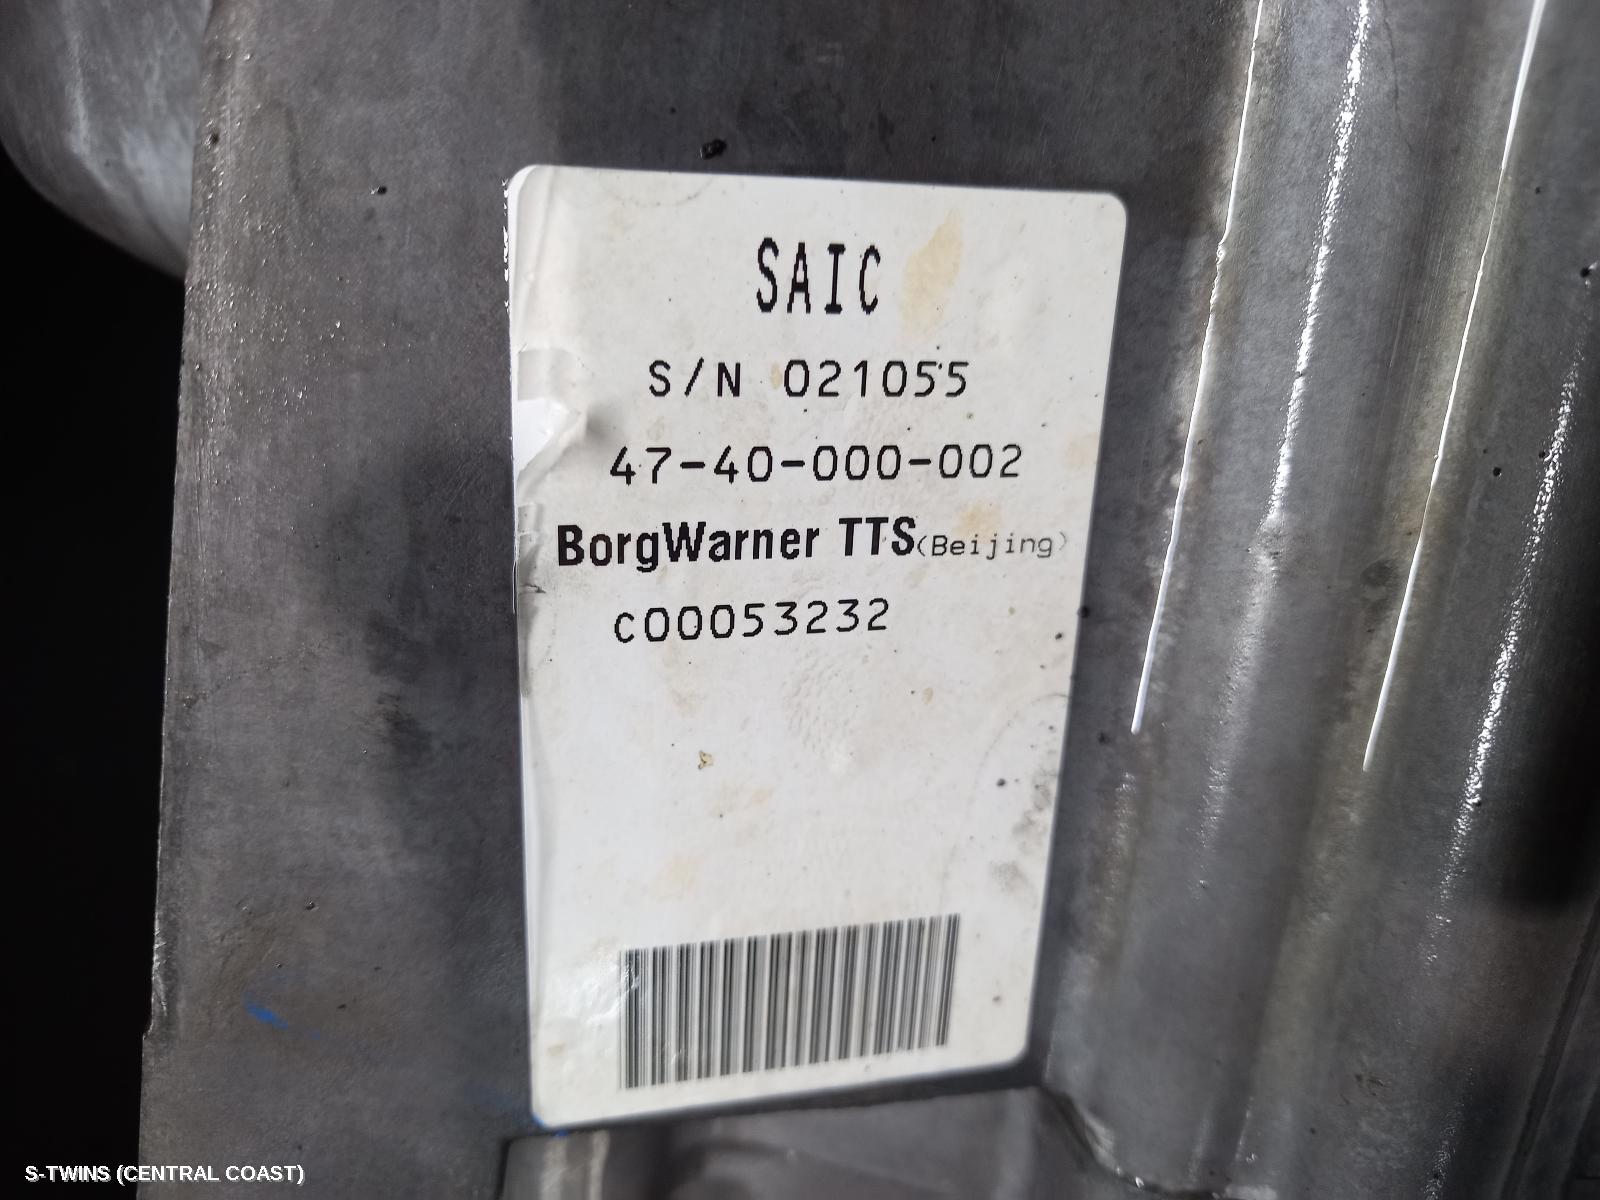 SAIC
S/N 021055
47-40-000-002
BorgWarner TTS(Beijing)
C00053232
S-TWINS (CENTRAL COAST)